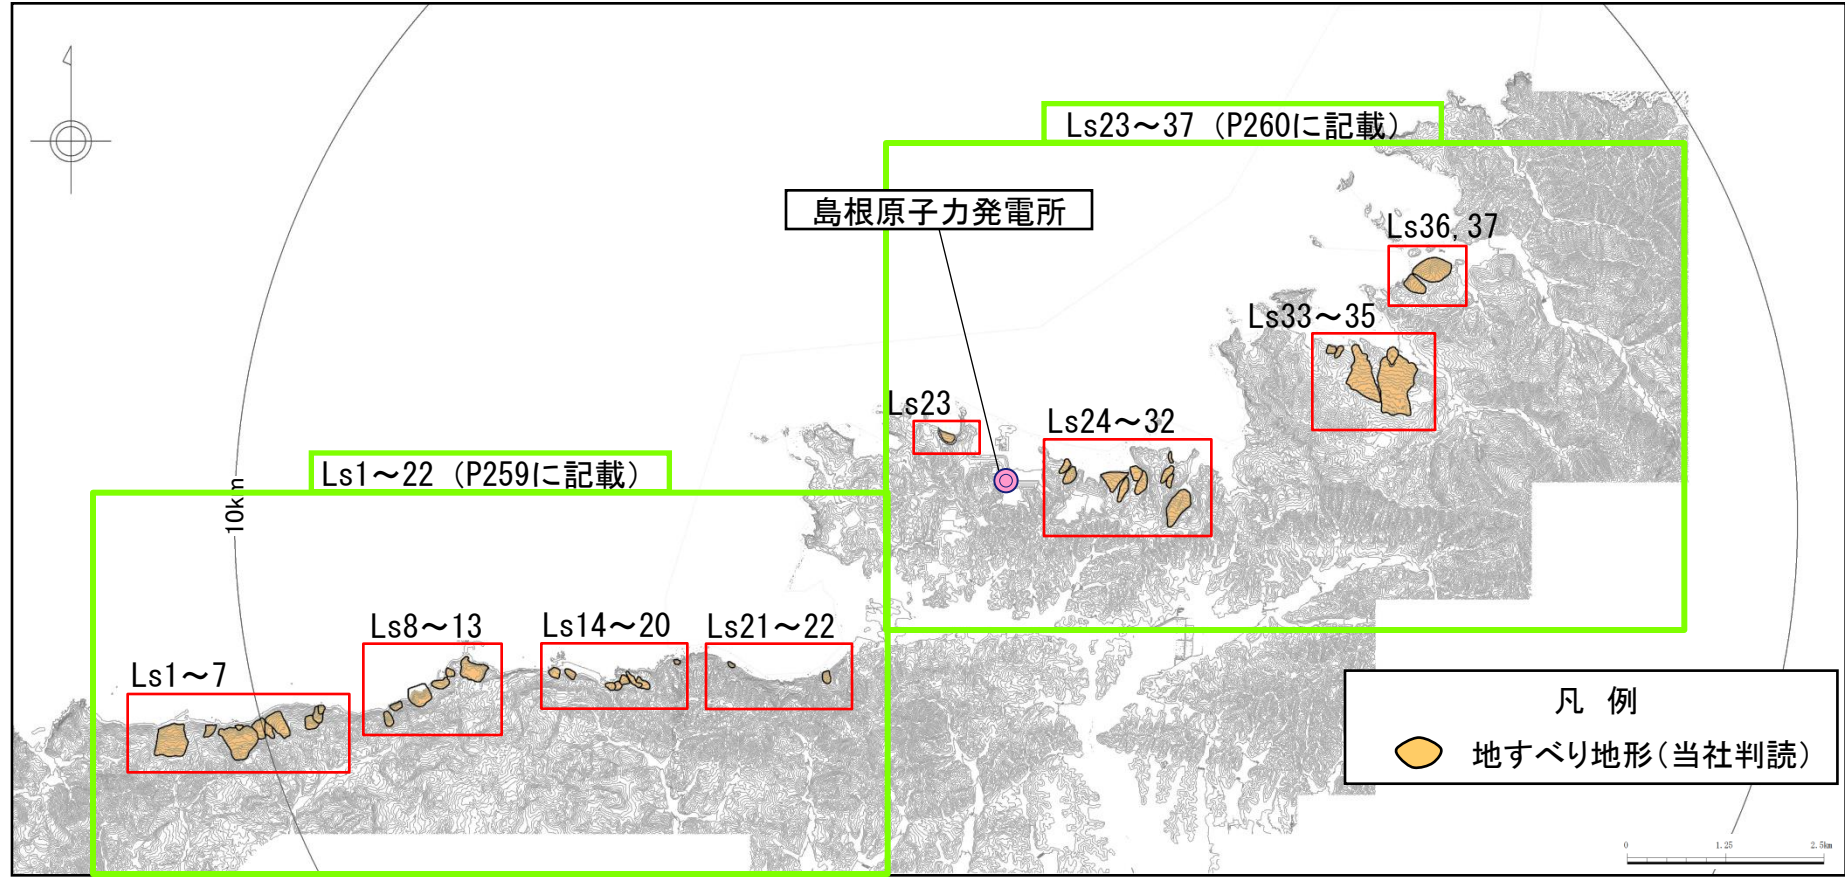 Ls23～37 (P260に記載)
島根原子力発電所
Ls36, 37
Ls33～35
Ls23
Ls24～32
Ls1～22 (P259に記載)
10km
Ls8～13
Ls14～20
Ls21～22
Ls1～7
凡 例
地すべり地形(当社判読)
0 1.25 2.5km